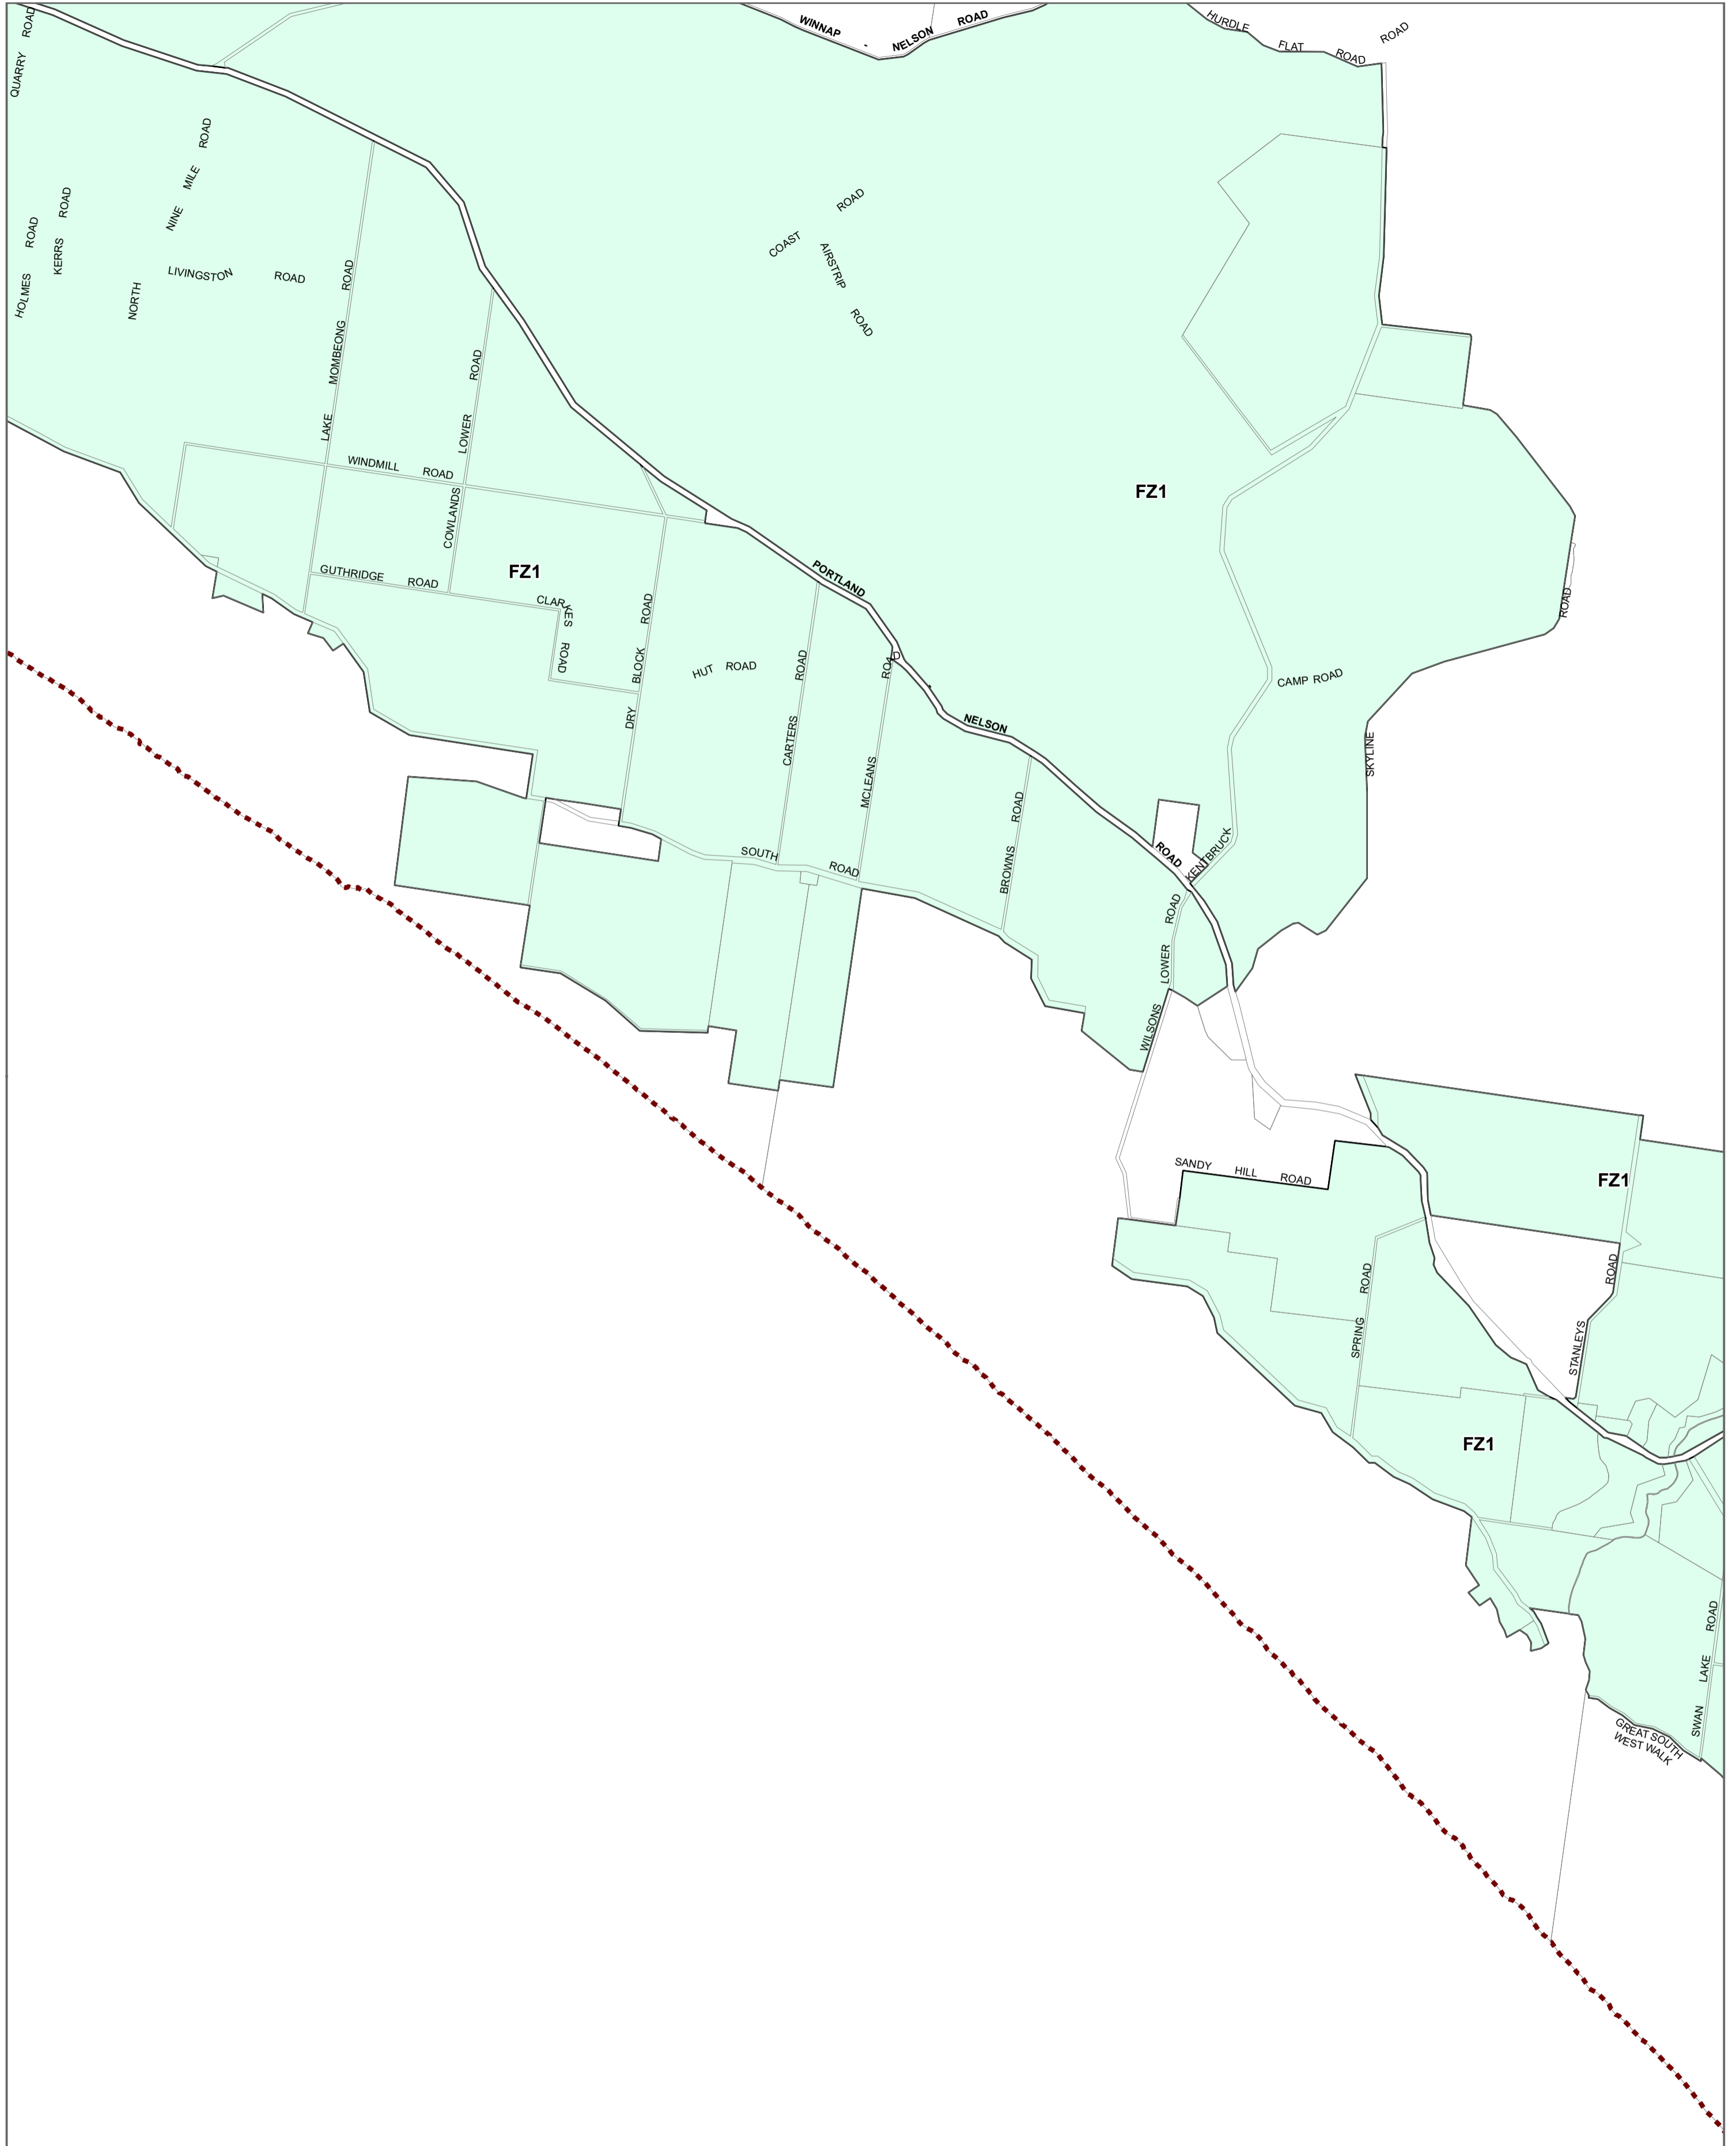 WINNAP - NELSON ROAD
HURDLE FLAT ROAD
ROAD
QUARRY ROAD
HOLMES ROAD
KERRS ROAD
NORTH NINE MILE ROAD
LIVINGSTON ROAD
LAKE MOMBEONG ROAD
COWLANDS LOWER ROAD
COAST ROAD
AIRSTRIP ROAD
WINDMILL ROAD
FZ1
GUTHRIDGE ROAD
FZ1
CLARKES ROAD
DRY BLOCK ROAD
HUT ROAD
CARTERS ROAD
MCLEANS ROAD
PORTLAND - NELSON ROAD
ROAD
CAMP ROAD
SKYLINE
BROWNS ROAD
SOUTH ROAD
KENTBRUCK
WILSONS LOWER ROAD
SANDY HILL ROAD
FZ1
SPRING ROAD
STANLEYS ROAD
FZ1
SWAN LAKE ROAD
GREAT SOUTH
WEST WALK